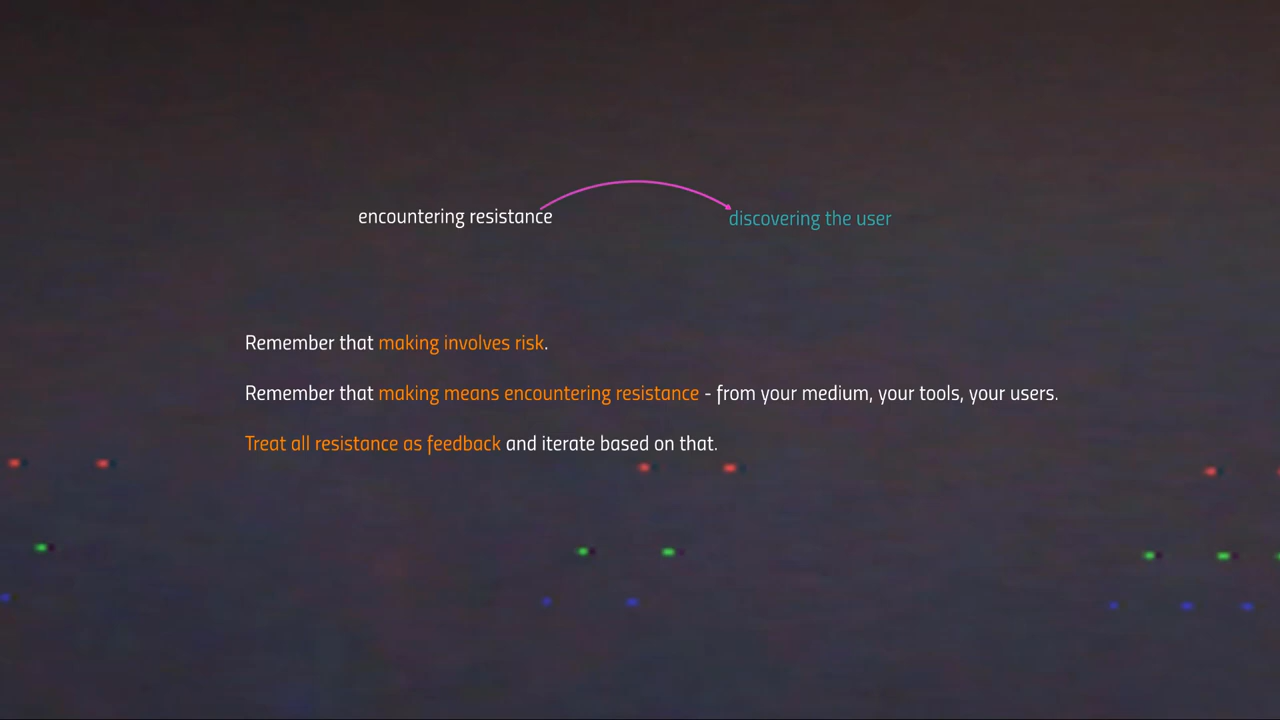 encountering resistance
discovering the user
Remember that making involves risk.
Remember that making means encountering resistance - from your medium, your tools, your users.
Treat all resistance as feedback and iterate based on that.